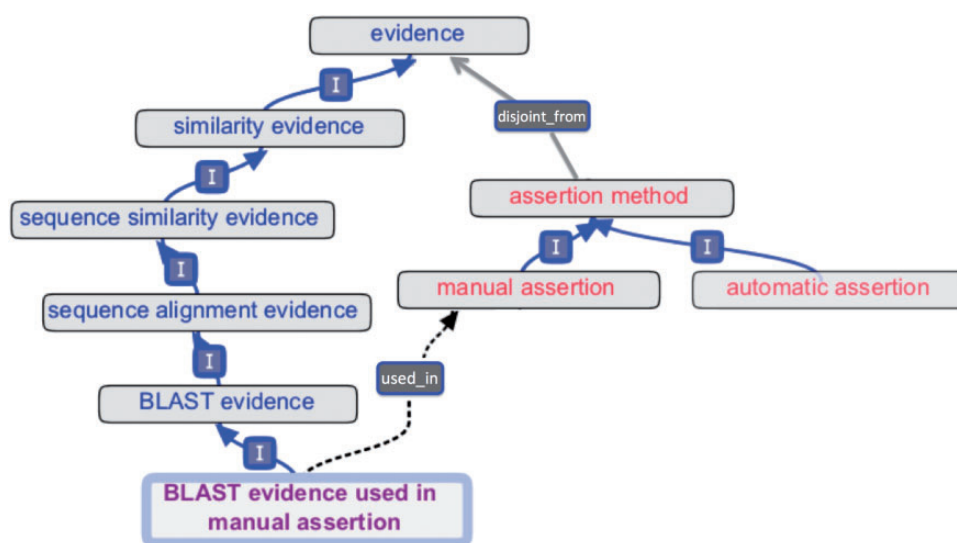 evidence
I
similarity evidence
disjoint_from
I
assertion method
sequence similarity evidence
I
I
I
manual assertion
automatic assertion
sequence alignment evidence
I
used_in
BLAST evidence
I
BLAST evidence used in
manual assertion